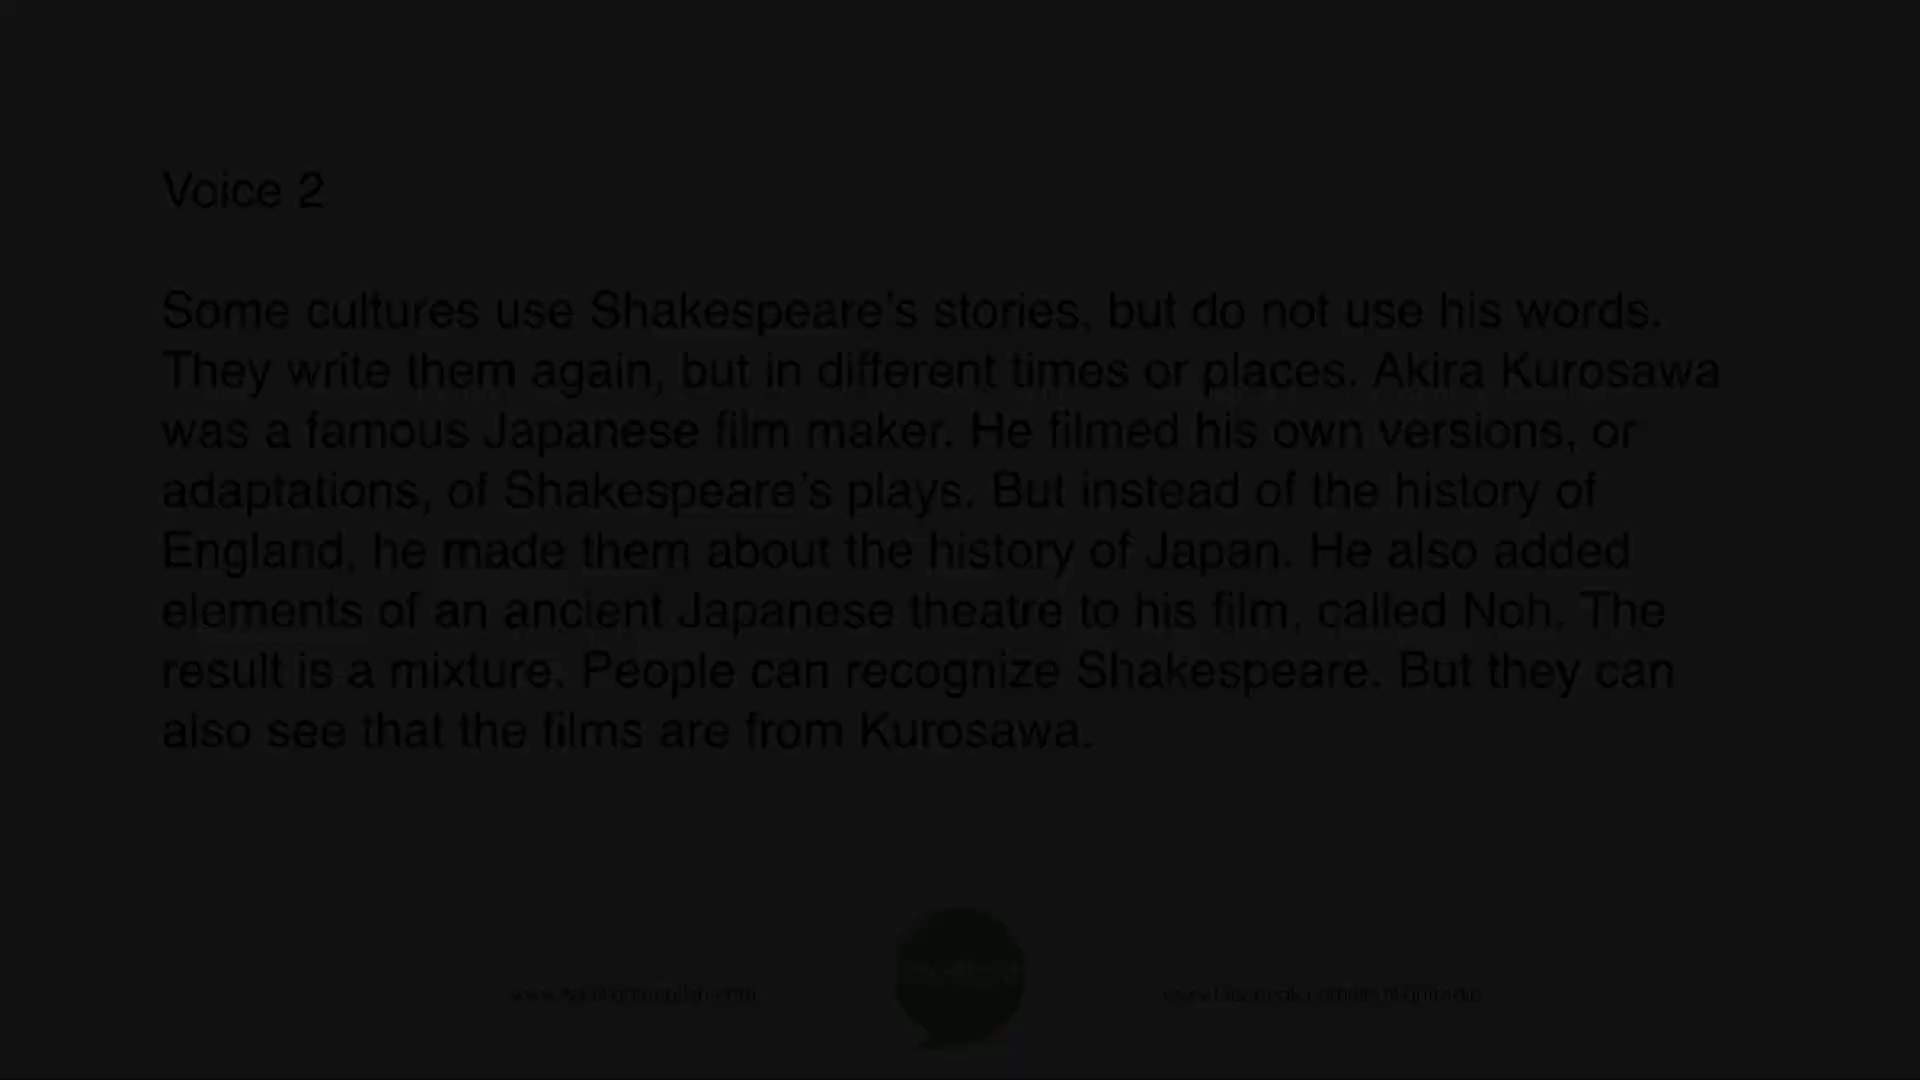 Voice 2
Some cultures use Shakespeare's stories, but do not use his words.
They write them again, but in different times or places. Akira Kurosawa
was a famous Japanese film maker. He filmed his own versions, or
adaptations, of Shakespeare's plays. But instead of the history of
England, he made them about the history of Japan. He also added
elements of an ancient Japanese theatre to his film, called Noh. The
result is a mixture. People can recognize Shakespeare. But they can
also see that the films are from Kurosawa.